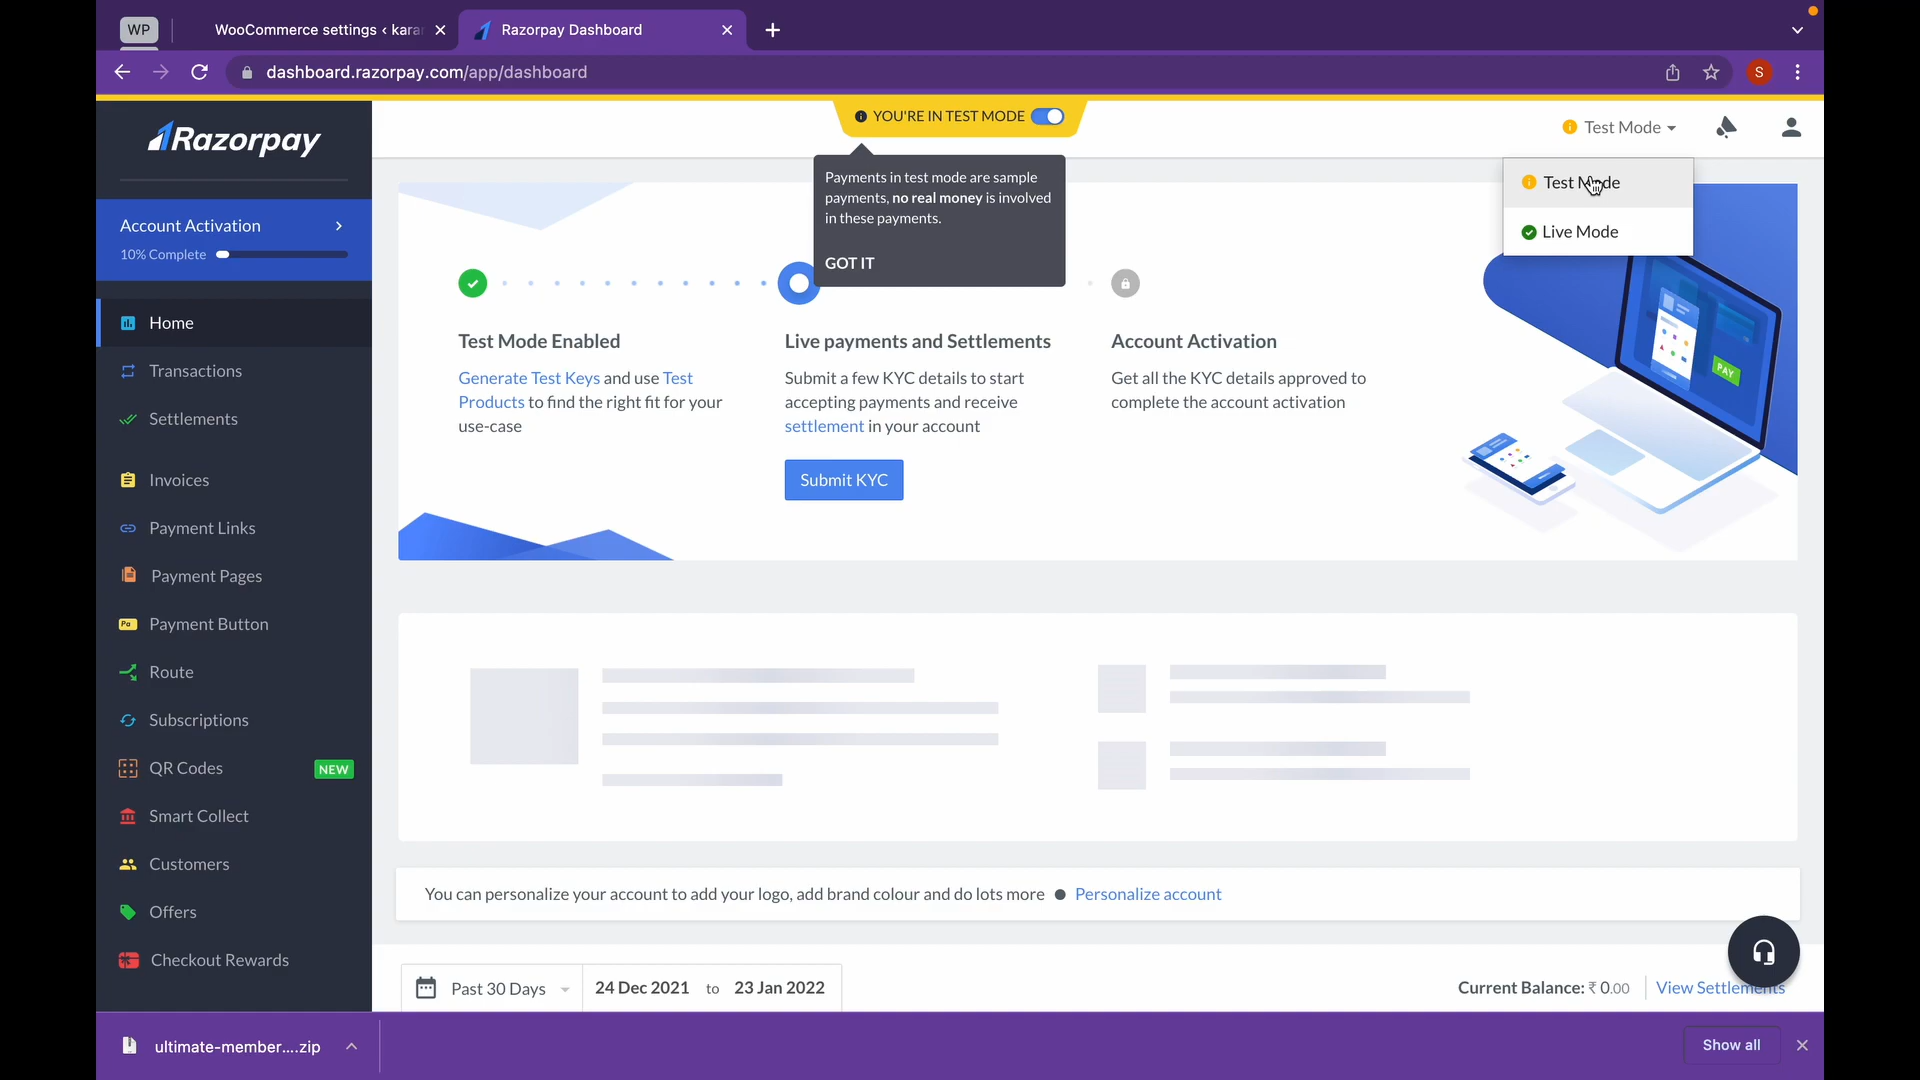 WP
WooCommerce settings ‹ karan
Razorpay Dashboard
dashboard.razorpay.com/app/dashboard
S
Razorpay
YOU'RE IN TEST MODE
Test Mode
Payments in test mode are sample
payments, no real money is involved
in these payments.
GOT IT
Test Mode
Live Mode
Account Activation
10% Complete
Home
Transactions
Settlements
Invoices
Payment Links
Payment Pages
Payment Button
Route
Subscriptions
QR Codes
NEW
Smart Collect
Customers
Offers
Checkout Rewards
Test Mode Enabled
Generate Test Keys and use Test
Products to find the right fit for your
use-case
Live payments and Settlements
Submit a few KYC details to start
accepting payments and receive
settlement in your account
Submit KYC
Account Activation
Get all the KYC details approved to
complete the account activation
PAY
You can personalize your account to add your logo, add brand colour and do lots more ● Personalize account
Past 30 Days
24 Dec 2021 to 23 Jan 2022
Current Balance: ₹ 0.00
View Settlements
ultimate-member....zip
Show all